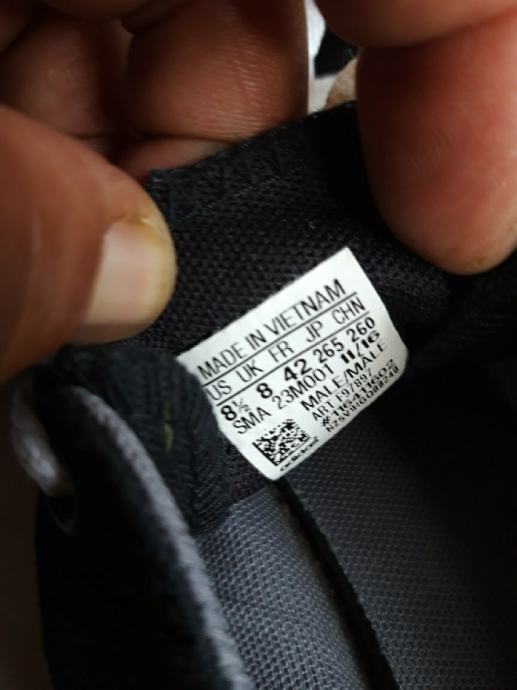 MADE IN VIETNAM
US UK FR JP CHN
8½ 8 42 265 260
SMA 23M001 11/16
MALE/MALE
ART F97897
adidas